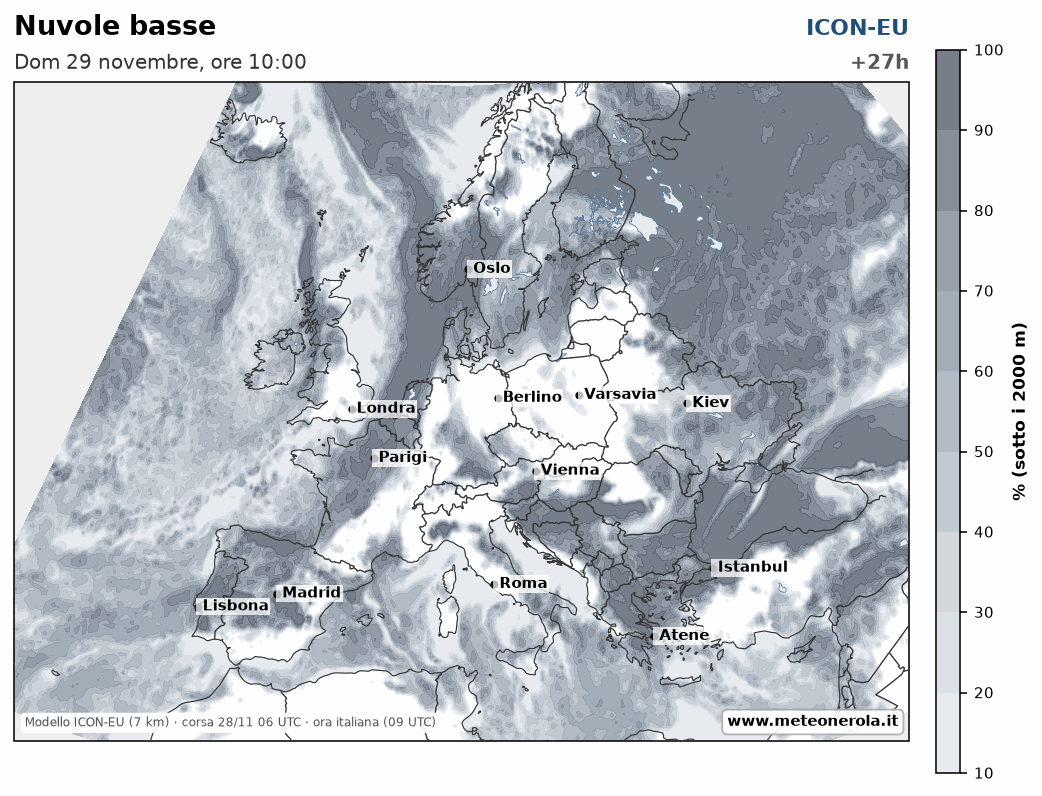 Nuvole basse
ICON-EU
Dom 29 novembre, ore 10:00
+27h
Oslo
Londra
Berlino
Varsavia
Kiev
Parigi
Vienna
Istanbul
Roma
Madrid
Lisbona
Atene
Modello ICON-EU (7 km) · corsa 28/11 06 UTC · ora italiana (09 UTC)
www.meteonerola.it
100
90
80
70
60
50
40
30
20
10
% (sotto i 2000 m)